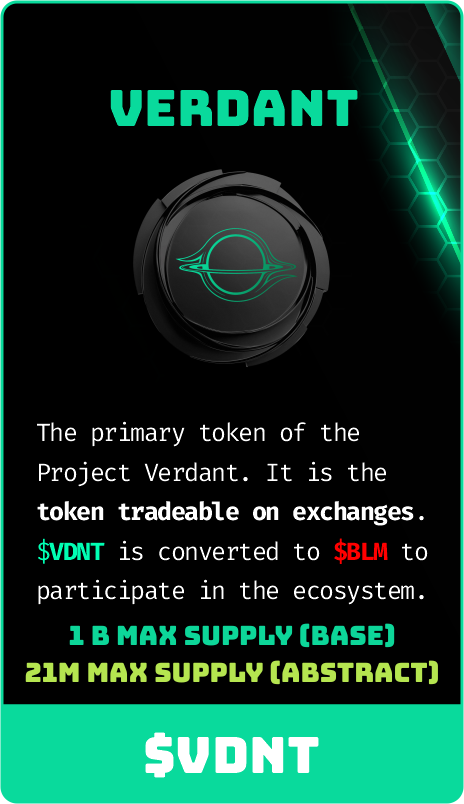 VERDANT
The primary token of the
Project Verdant. It is the
token tradeable on exchanges.
$VDNT is converted to $BLM to
participate in the ecosystem.
1 B MAX SUPPLY (BASE)
21M MAX SUPPLY (ABSTRACT)
$VDNT